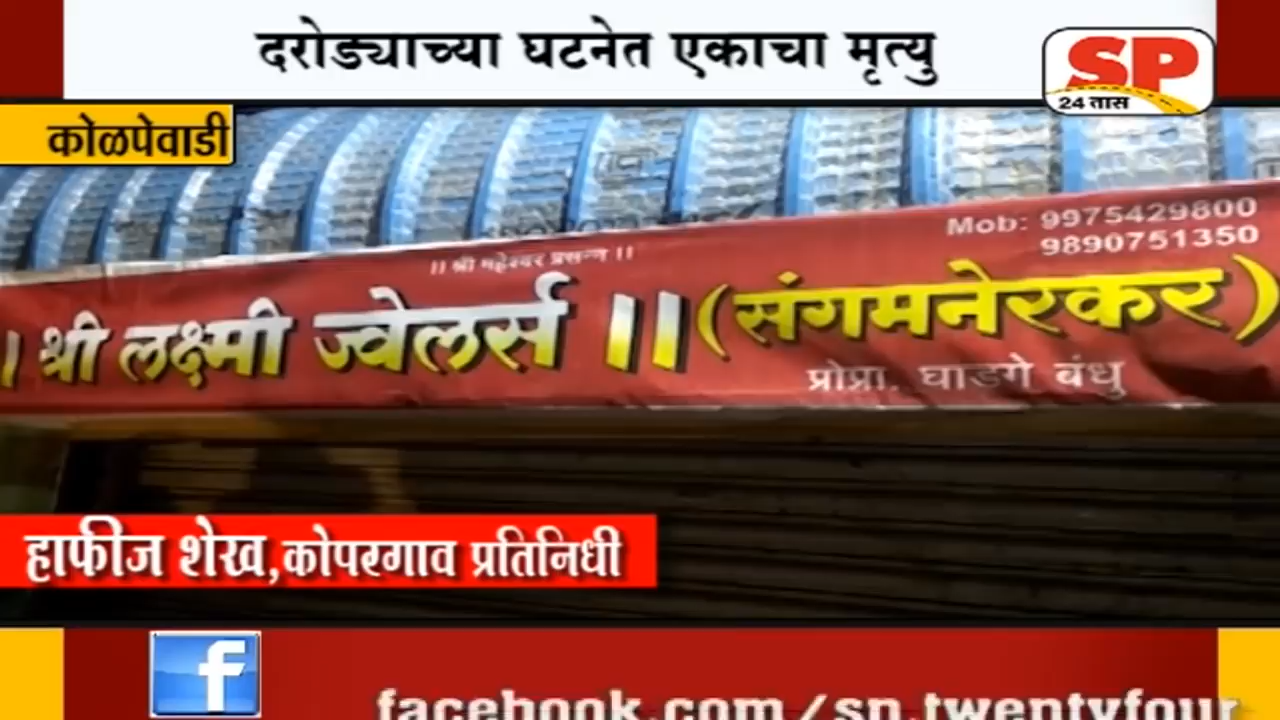 दरोड्याच्या घटनेत एकाचा मृत्यु
SP
24 तास
कोळपेवाडी
Mob: 9975429800
9890751350
|| श्री महेश्वर प्रसन्न ||
| श्री लक्ष्मी ज्वेलर्स || (संगमनेरकर)
प्रोप्रा. घाडगे बंधु
हाफीज शेख, कोपरगाव प्रतिनिधी
f
facebook.com/sp.twentyfour